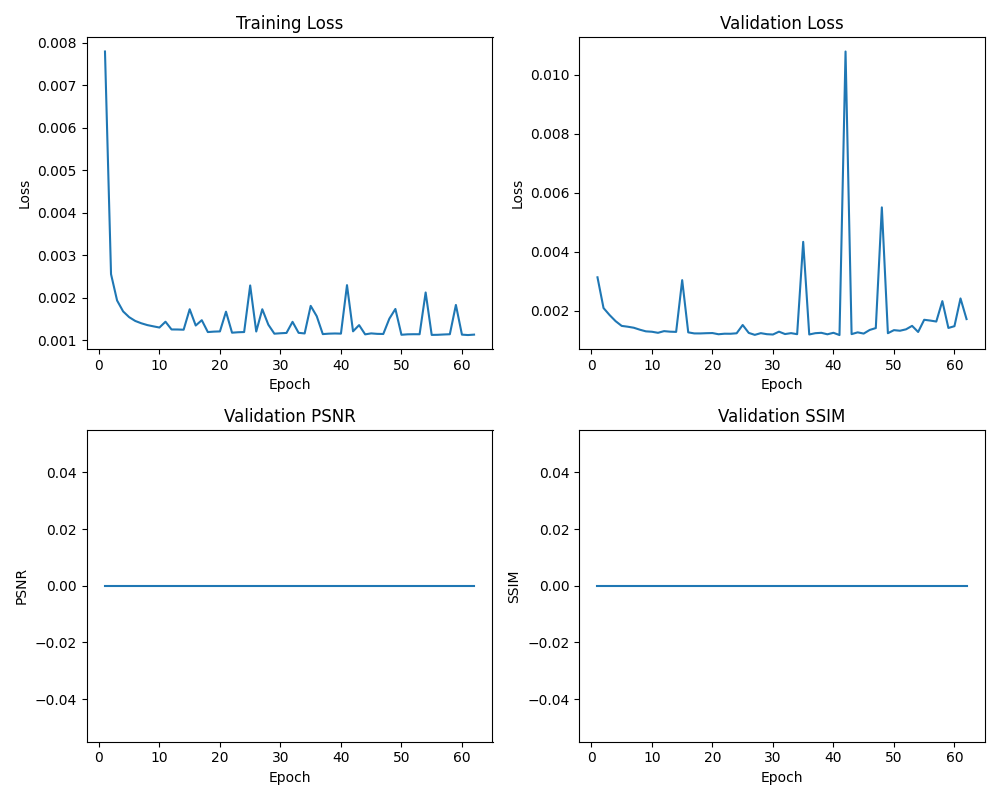 Training Loss
0.008
0.007
0.006
0.005
0.004
0.003
0.002
0.001
Loss
0 10 20 30 40 50 60
Epoch
Validation Loss
0.010
0.008
0.006
0.004
0.002
Loss
0 10 20 30 40 50 60
Epoch
Validation PSNR
0.04
0.02
0.00
−0.02
−0.04
PSNR
0 10 20 30 40 50 60
Epoch
Validation SSIM
0.04
0.02
0.00
−0.02
−0.04
SSIM
0 10 20 30 40 50 60
Epoch